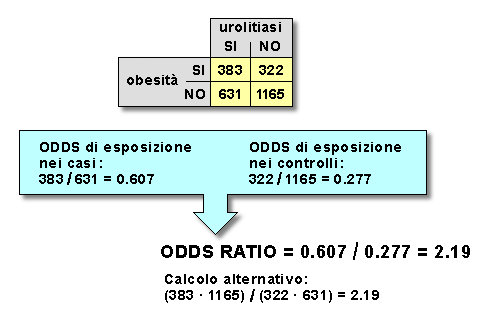 urolitiasi
SI NO
obesità SI 383 322
NO 631 1165
ODDS di esposizione
nei casi:
383 / 631 = 0.607
ODDS di esposizione
nei controlli:
322 / 1165 = 0.277
ODDS RATIO = 0.607 / 0.277 = 2.19
Calcolo alternativo:
(383 · 1165) / (322 · 631) = 2.19